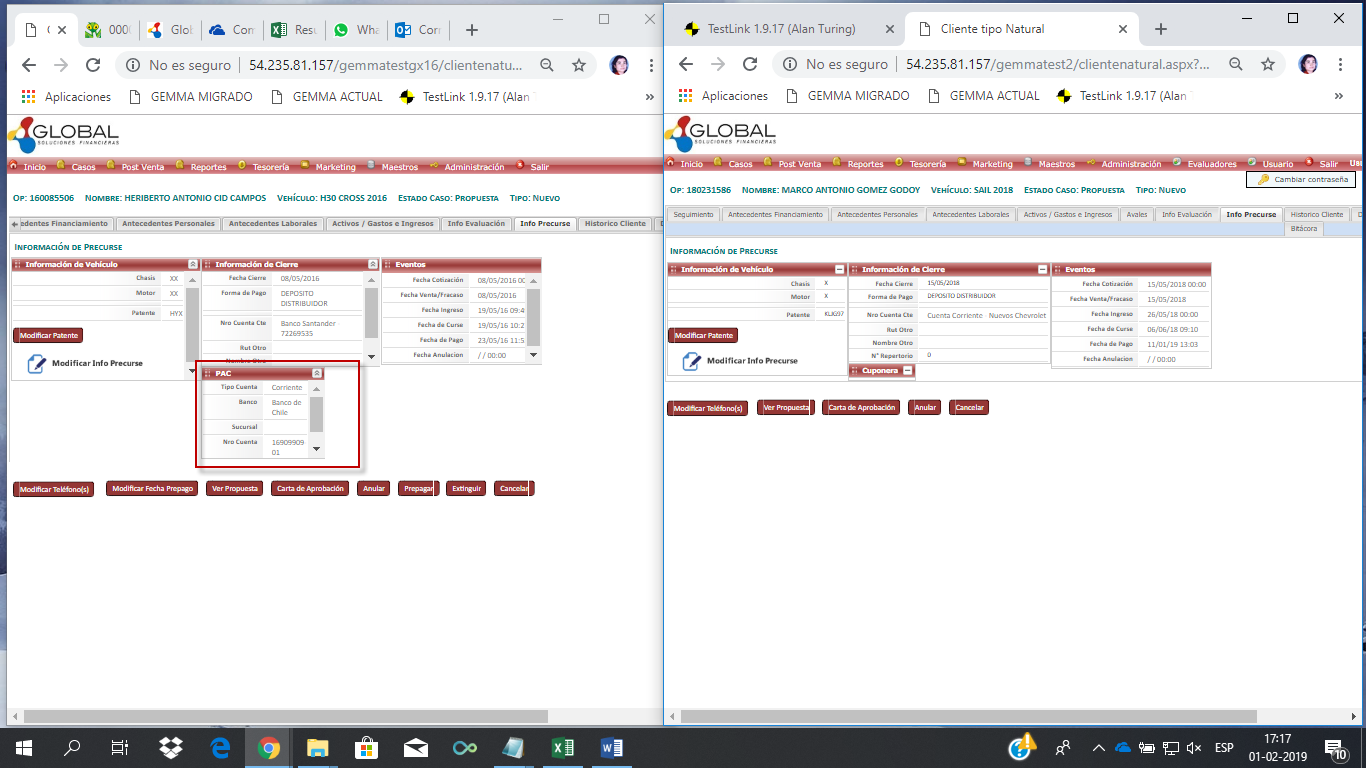 000
Glob
Con
Resu
Wha
Corr
No es seguro
54.235.81.157/gemmatestgx16/clientenatu...
Aplicaciones
GEMMA MIGRADO
GEMMA ACTUAL
TestLink 1.9.17 (Alan
»
GLOBAL
SOLUCIONES FINANCIERAS
Inicio
Casos
Post Venta
Reportes
Tesorería
Marketing
Maestros
Administración
Salir
Op: 160085506
Nombre: HERIBERTO ANTONIO CID CAMPOS
Vehículo: H30 CROSS 2016
Estado Caso: Propuesta
Tipo: Nuevo
edentes Financiamiento
Antecedentes Personales
Antecedentes Laborales
Activos / Gastos e Ingresos
Info Evaluación
Info Precurse
Historico Cliente
Información de Precurse
Información de Vehículo
Chasis XX
Motor XX
Patente HYX
Modificar Patente
Modificar Info Precurse
Información de Cierre
Fecha Cierre 08/05/2016
Forma de Pago DEPOSITO
DISTRIBUIDOR
Nro Cuenta Cte Banco Santander -
72269535
Rut Otro
Nombre Otro
Eventos
Fecha Cotización 08/05/2016 00
Fecha Venta/Fracaso 08/05/2016
Fecha Ingreso 19/05/16 09:4
Fecha de Curse 19/05/16 10:2
Fecha de Pago 23/05/16 11:5
Fecha Anulacion / / 00:00
PAC
Tipo Cuenta Corriente
Banco Banco de
Chile
Sucursal
Nro Cuenta 16909909
01
Modificar Teléfono(s)
Modificar Fecha Prepago
Ver Propuesta
Carta de Aprobación
Anular
Prepagar
Extinguir
Cancelar
TestLink 1.9.17 (Alan Turing)
Cliente tipo Natural
No es seguro
54.235.81.157/gemmatest2/clientenatural.aspx?...
Aplicaciones
GEMMA MIGRADO
GEMMA ACTUAL
TestLink 1.9.17 (Alan
»
GLOBAL
SOLUCIONES FINANCIERAS
Inicio
Casos
Post Venta
Reportes
Tesorería
Marketing
Maestros
Administración
Evaluadores
Usuario
Salir
Usu
Cambiar contraseña
Op: 180231586
Nombre: MARCO ANTONIO GOMEZ GODOY
Vehículo: SAIL 2018
Estado Caso: Propuesta
Tipo: Nuevo
Seguimiento
Antecedentes Financiamiento
Antecedentes Personales
Antecedentes Laborales
Activos / Gastos e Ingresos
Avales
Info Evaluación
Info Precurse
Historico Cliente
Bitácora
Información de Precurse
Información de Vehículo
Chasis X
Motor X
Patente KLJG97
Modificar Patente
Modificar Info Precurse
Información de Cierre
Fecha Cierre 15/05/2018
Forma de Pago DEPOSITO DISTRIBUIDOR
Nro Cuenta Cte Cuenta Corriente - Nuevos Chevrolet
Rut Otro
Nombre Otro
N° Repertorio 0
Cuponera
Eventos
Fecha Cotización 15/05/2018 00:00
Fecha Venta/Fracaso 15/05/2018
Fecha Ingreso 26/05/18 00:00
Fecha de Curse 06/06/18 09:10
Fecha de Pago 11/01/19 13:03
Fecha Anulacion / / 00:00
Modificar Teléfono(s)
Ver Propuesta
Carta de Aprobación
Anular
Cancelar
ESP
17:17
01-02-2019
10